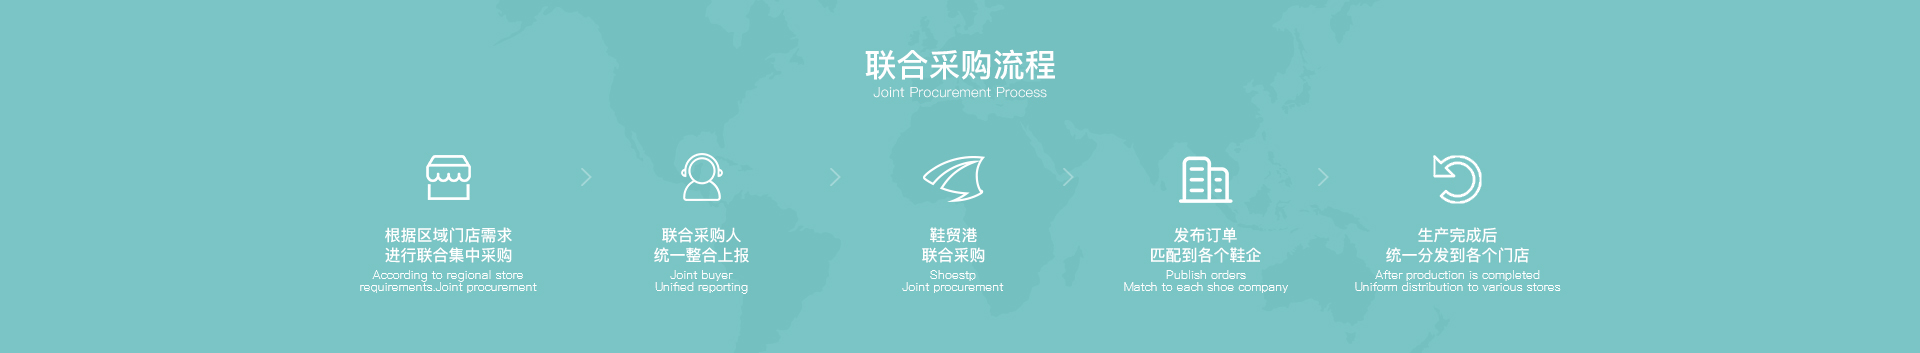 联合采购流程
Joint Procurement Process
根据区域门店需求
进行联合集中采购
According to regional store
requirements.Joint procurement
联合采购人
统一整合上报
Joint buyer
Unified reporting
鞋贸港
联合采购
Shoestp
Joint procurement
发布订单
匹配到各个鞋企
Publish orders
Match to each shoe company
生产完成后
统一分发到各个门店
After production is completed
Uniform distribution to various stores